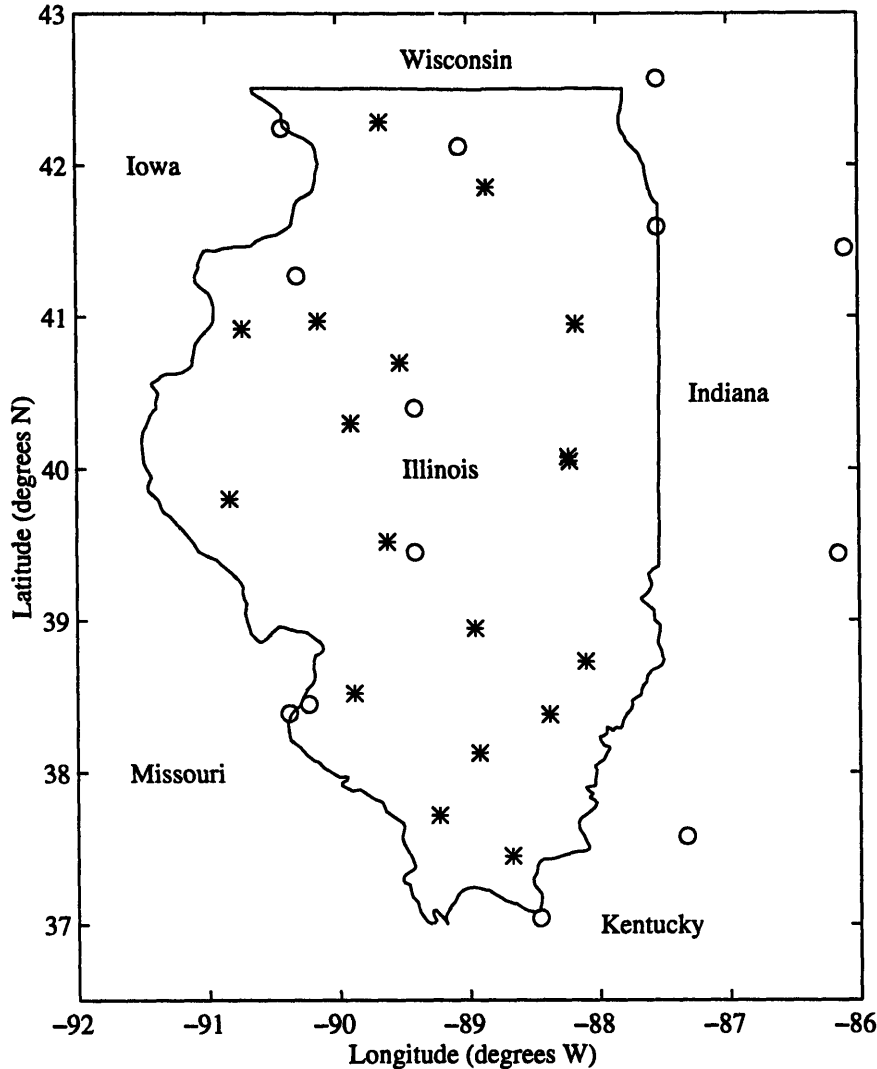 43
Wisconsin
42
Iowa
41
Indiana
40
Illinois
39
38
Missouri
37
Kentucky
Latitude (degrees N)
−92 −91 −90 −89 −88 −87 −86
Longitude (degrees W)